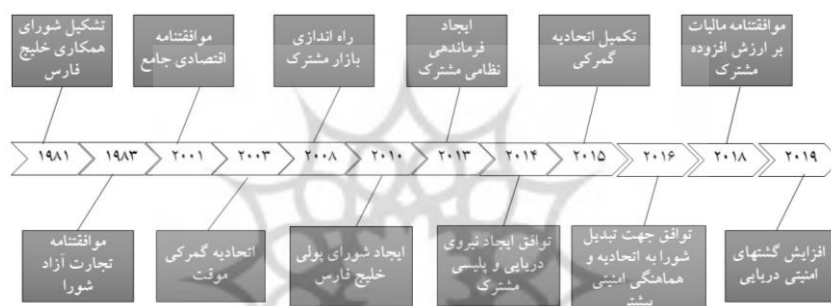 تشکیل شورای
همکاری خلیج
فارس
موافقتنامه
اقتصادی جامع
راه اندازی
بازار مشترک
ایجاد
فرماندهی
نظامی مشترک
تکمیل اتحادیه
گمرکی
موافقتنامه مالیات
بر ارزش افزوده
مشترک
۱۹۸۱ ۱۹۸۳ ۲۰۰۱ ۲۰۰۳ ۲۰۰۸ ۲۰۱۰ ۲۰۱۳ ۲۰۱۴ ۲۰۱۵ ۲۰۱۶ ۲۰۱۸ ۲۰۱۹
موافقتنامه
تجارت آزاد
شورا
اتحادیه گمرکی
موقت
ایجاد شورای پولی
خلیج فارس
توافق ایجاد نیروی
دریایی و پلیسی
مشترک
توافق جهت تبدیل
شورا به اتحادیه و
هماهنگی امنیتی
بیشتر
افزایش گشتهای
امنیتی دریایی